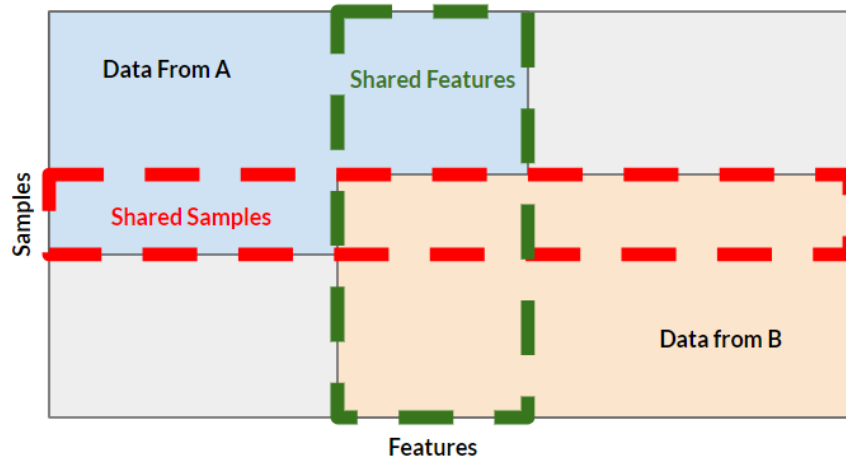 Data From A
Shared Features
Samples
Shared Samples
Data from B
Features